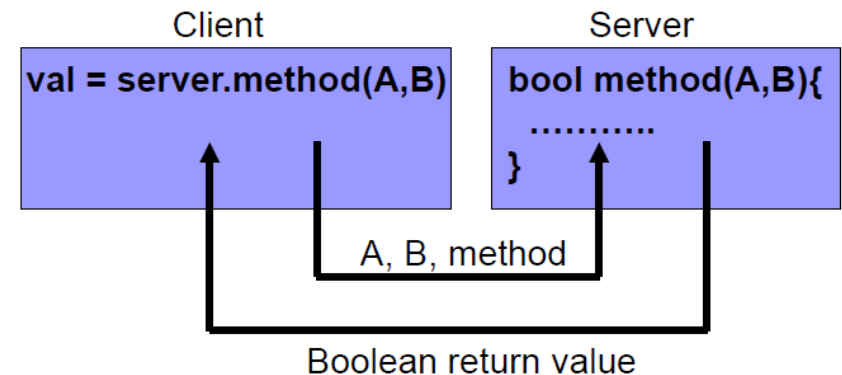 Client
Server
val = server.method(A,B)
bool method(A,B){
...........
}
A, B, method
Boolean return value